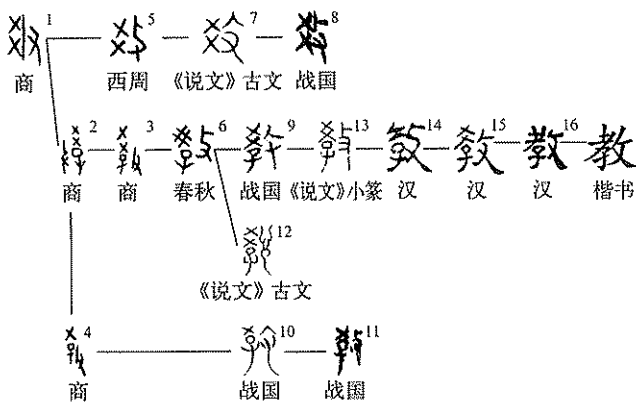 1 5 7 8
商 西周 《说文》古文 战国
2 3 6 9 13 14 15 16 教
商 商 春秋 战国 《说文》小篆 汉 汉 汉 楷书
12
《说文》古文
4 10 11
商 战国 战国